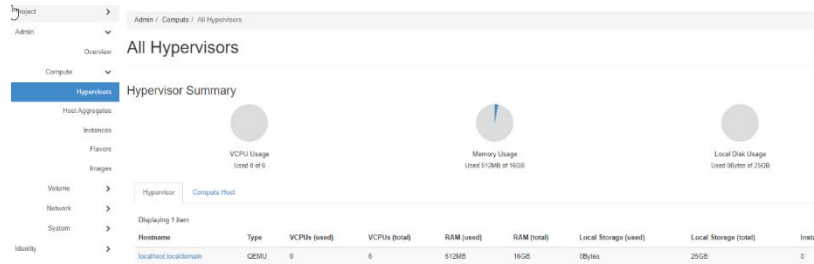 Project
Admin
Overview
Compute
Hypervisors
Host Aggregates
Instances
Flavors
Images
Volume
Network
System
Identity
Admin / Compute / All Hypervisors
All Hypervisors
Hypervisor Summary
VCPU Usage
Used 0 of 6
Memory Usage
Used 512MB of 16GB
Local Disk Usage
Used 0Bytes of 25GB
Hypervisor Compute Host
Displaying 1 item
Hostname Type VCPUs (used) VCPUs (total) RAM (used) RAM (total) Local Storage (used) Local Storage (total) Insta
localhost.localdomain QEMU 0 6 512MB 16GB 0Bytes 25GB 0